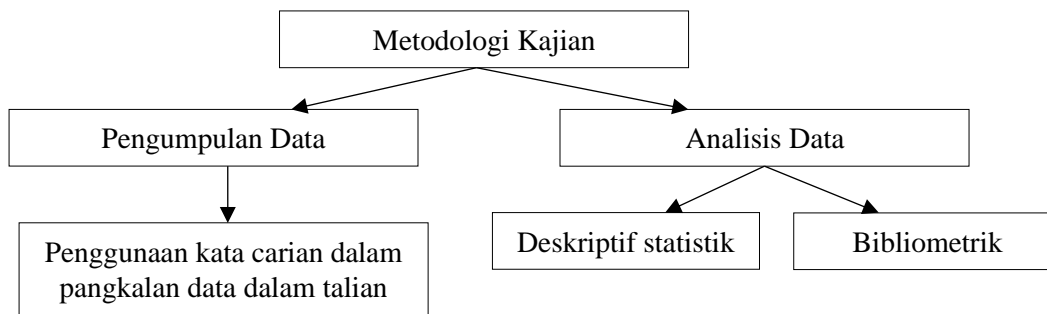 Metodologi Kajian
Pengumpulan Data
Analisis Data
Penggunaan kata carian dalam
pangkalan data dalam talian
Deskriptif statistik
Bibliometrik